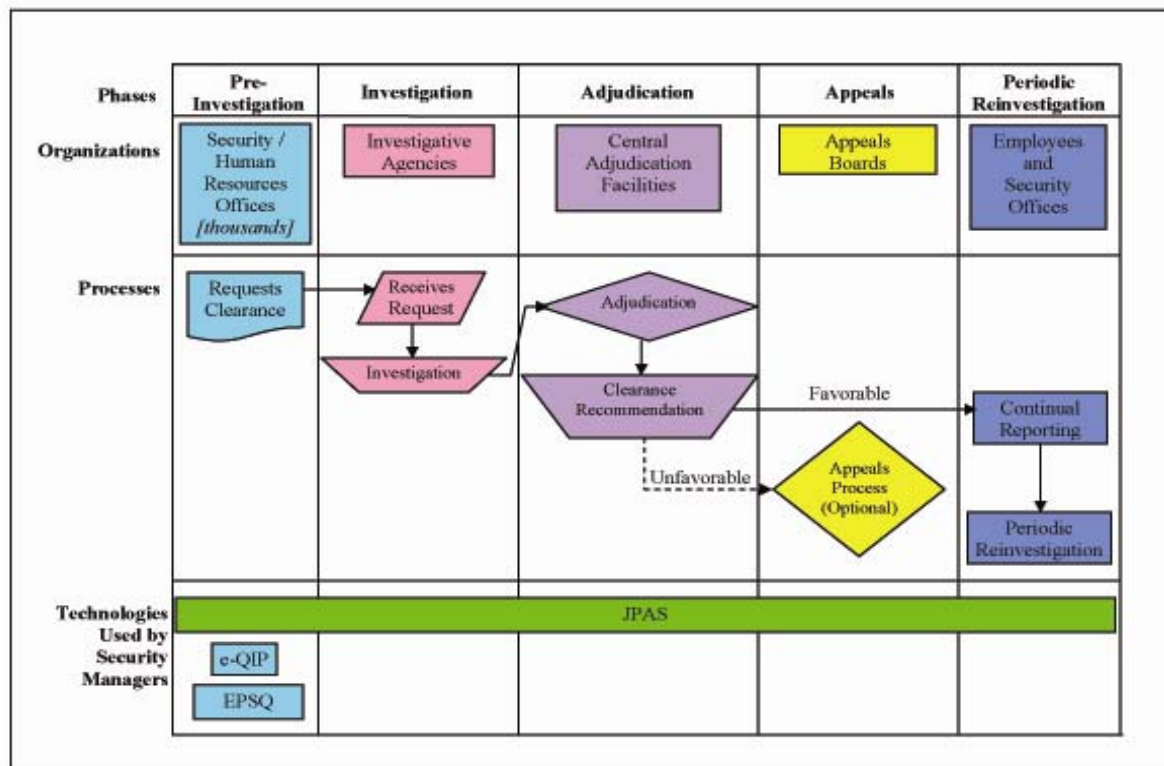 Phases
Pre-
Investigation
Investigation
Adjudication
Appeals
Periodic
Reinvestigation
Organizations
Security /
Human
Resources
Offices
[thousands]
Investigative
Agencies
Central
Adjudication
Facilities
Appeals
Boards
Employees
and
Security
Offices
Processes
Requests
Clearance
Receives
Request
Investigation
Adjudication
Clearance
Recommendation
Favorable
Unfavorable
Appeals
Process
(Optional)
Continual
Reporting
Periodic
Reinvestigation
Technologies
Used by
Security
Managers
JPAS
e-QIP
EPSQ